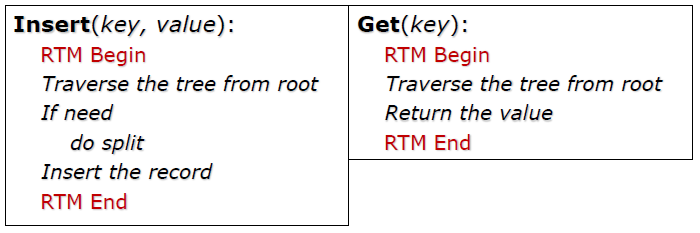 Insert(key, value):
RTM Begin
Traverse the tree from root
If need
do split
Insert the record
RTM End
Get(key):
RTM Begin
Traverse the tree from root
Return the value
RTM End